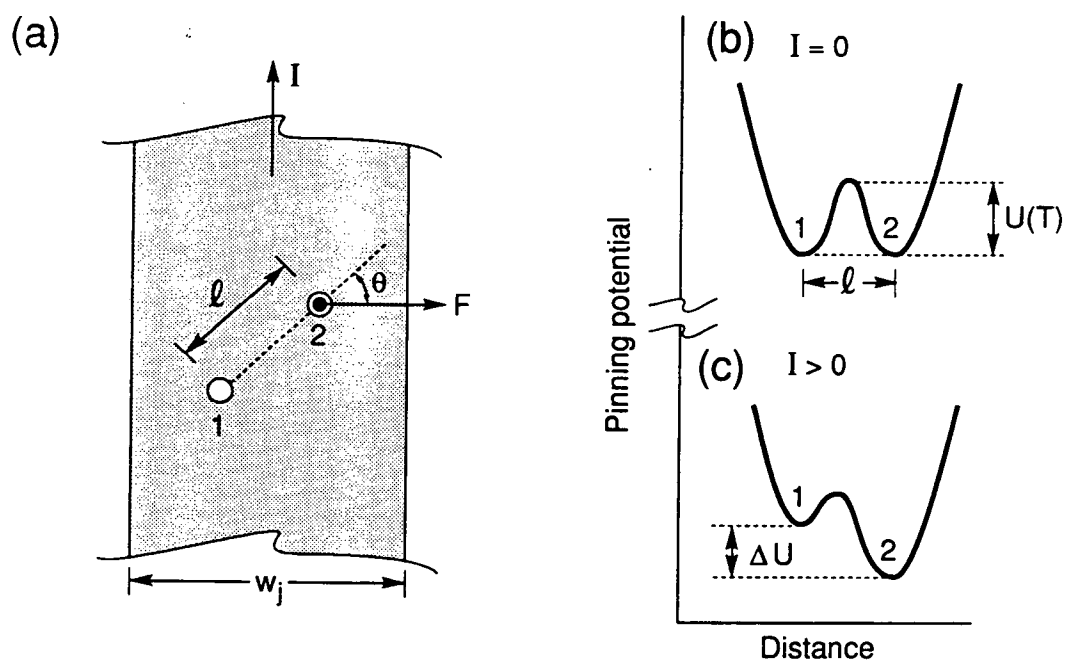 (a)
I
ℓ
θ
F
2
1
w_j
(b) I = 0
1 2
U(T)
ℓ
Pinning potential
(c) I > 0
1
ΔU
2
Distance